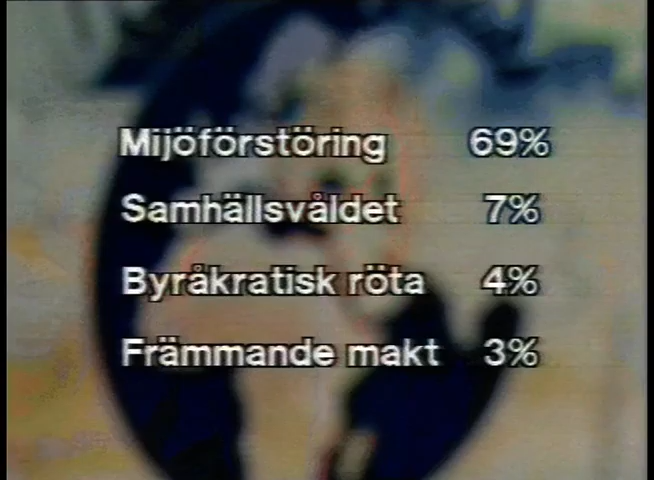 Mijöförstöring 69%
Samhällsvåldet 7%
Byråkratisk röta 4%
Främmande makt 3%